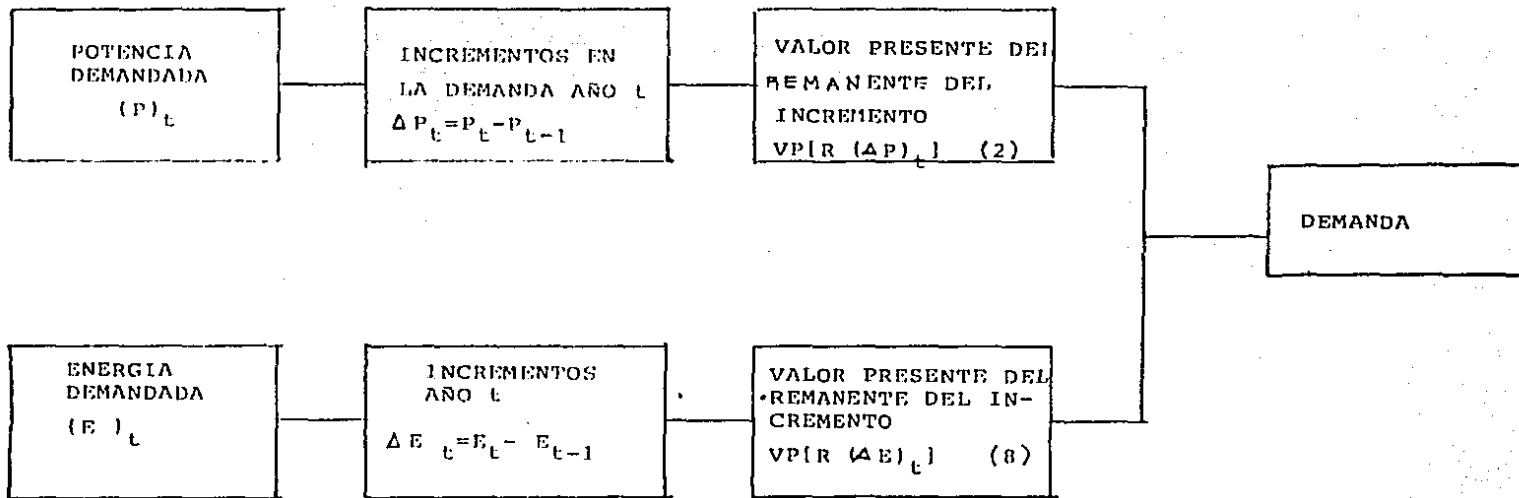 POTENCIA
DEMANDADA
(P)t
INCREMENTOS EN
LA DEMANDA AÑO t
ΔPt=Pt-Pt-1
VALOR PRESENTE DEL
REMANENTE DEL
INCREMENTO
VP[R (ΔP)t] (2)
DEMANDA
ENERGIA
DEMANDADA
(E )t
INCREMENTOS
AÑO t
ΔE t=Et- Et-1
VALOR PRESENTE DEL
REMANENTE DEL IN-
CREMENTO
VP[R (ΔE)t] (8)